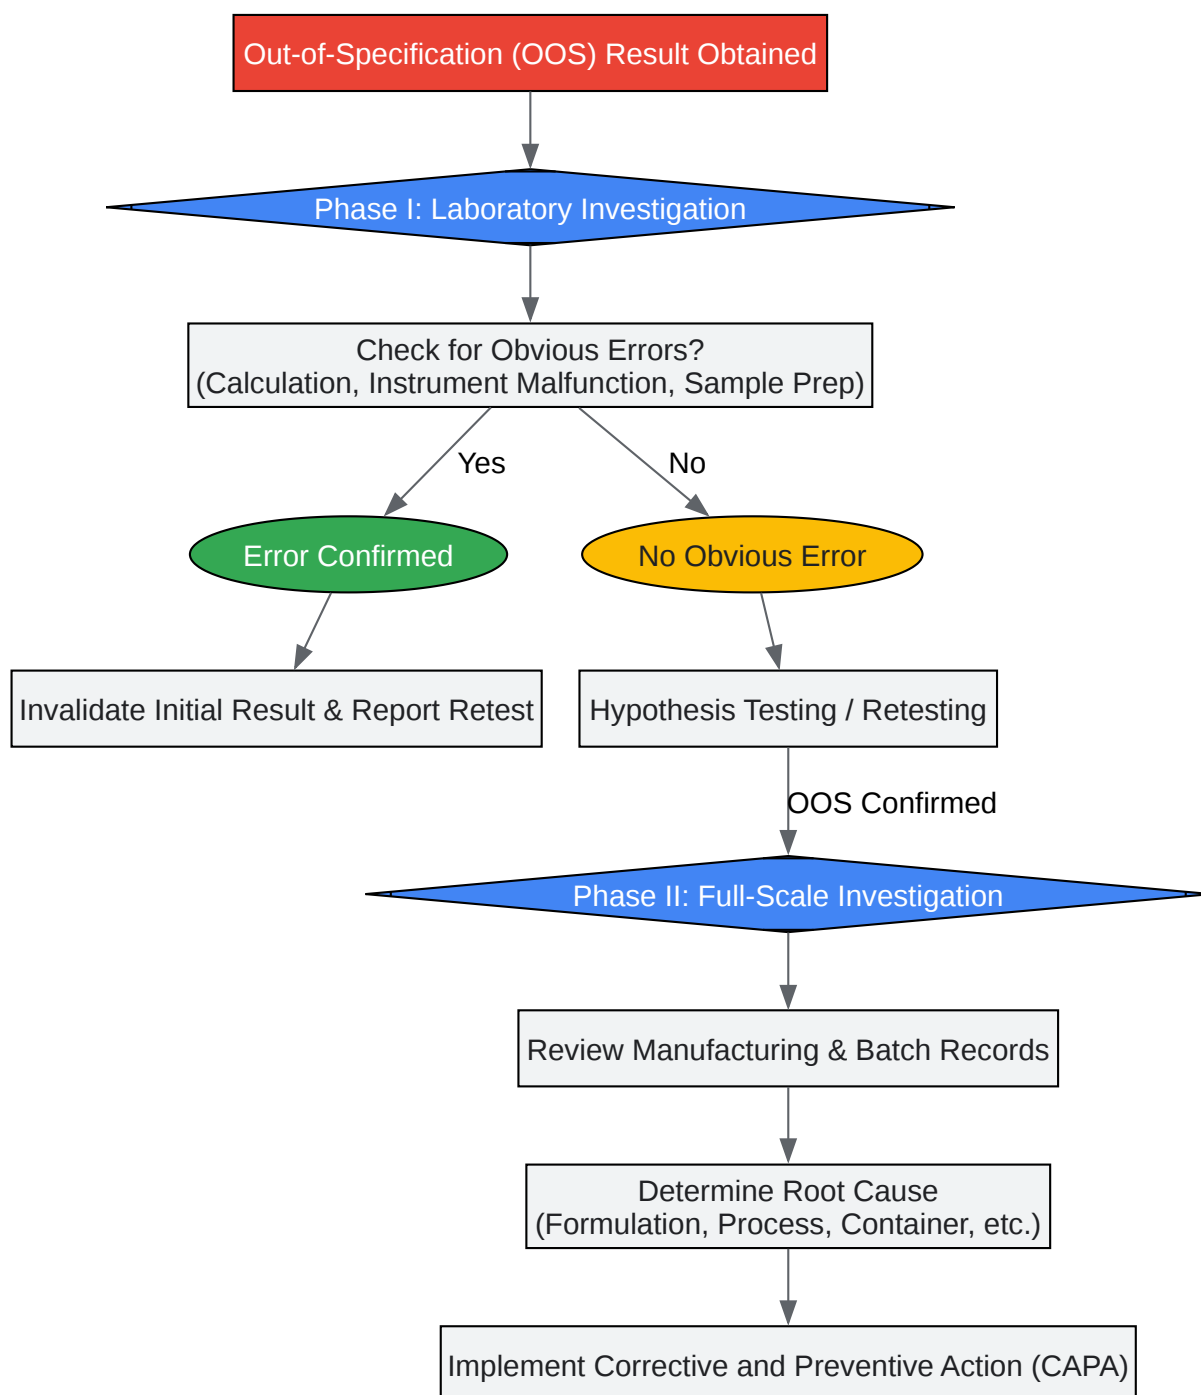 Out-of-Specification (OOS) Result Obtained
Phase I: Laboratory Investigation
Check for Obvious Errors?
(Calculation, Instrument Malfunction, Sample Prep)
Yes
No
Error Confirmed
No Obvious Error
Invalidate Initial Result & Report Retest
Hypothesis Testing / Retesting
OOS Confirmed
Phase II: Full-Scale Investigation
Review Manufacturing & Batch Records
Determine Root Cause
(Formulation, Process, Container, etc.)
Implement Corrective and Preventive Action (CAPA)